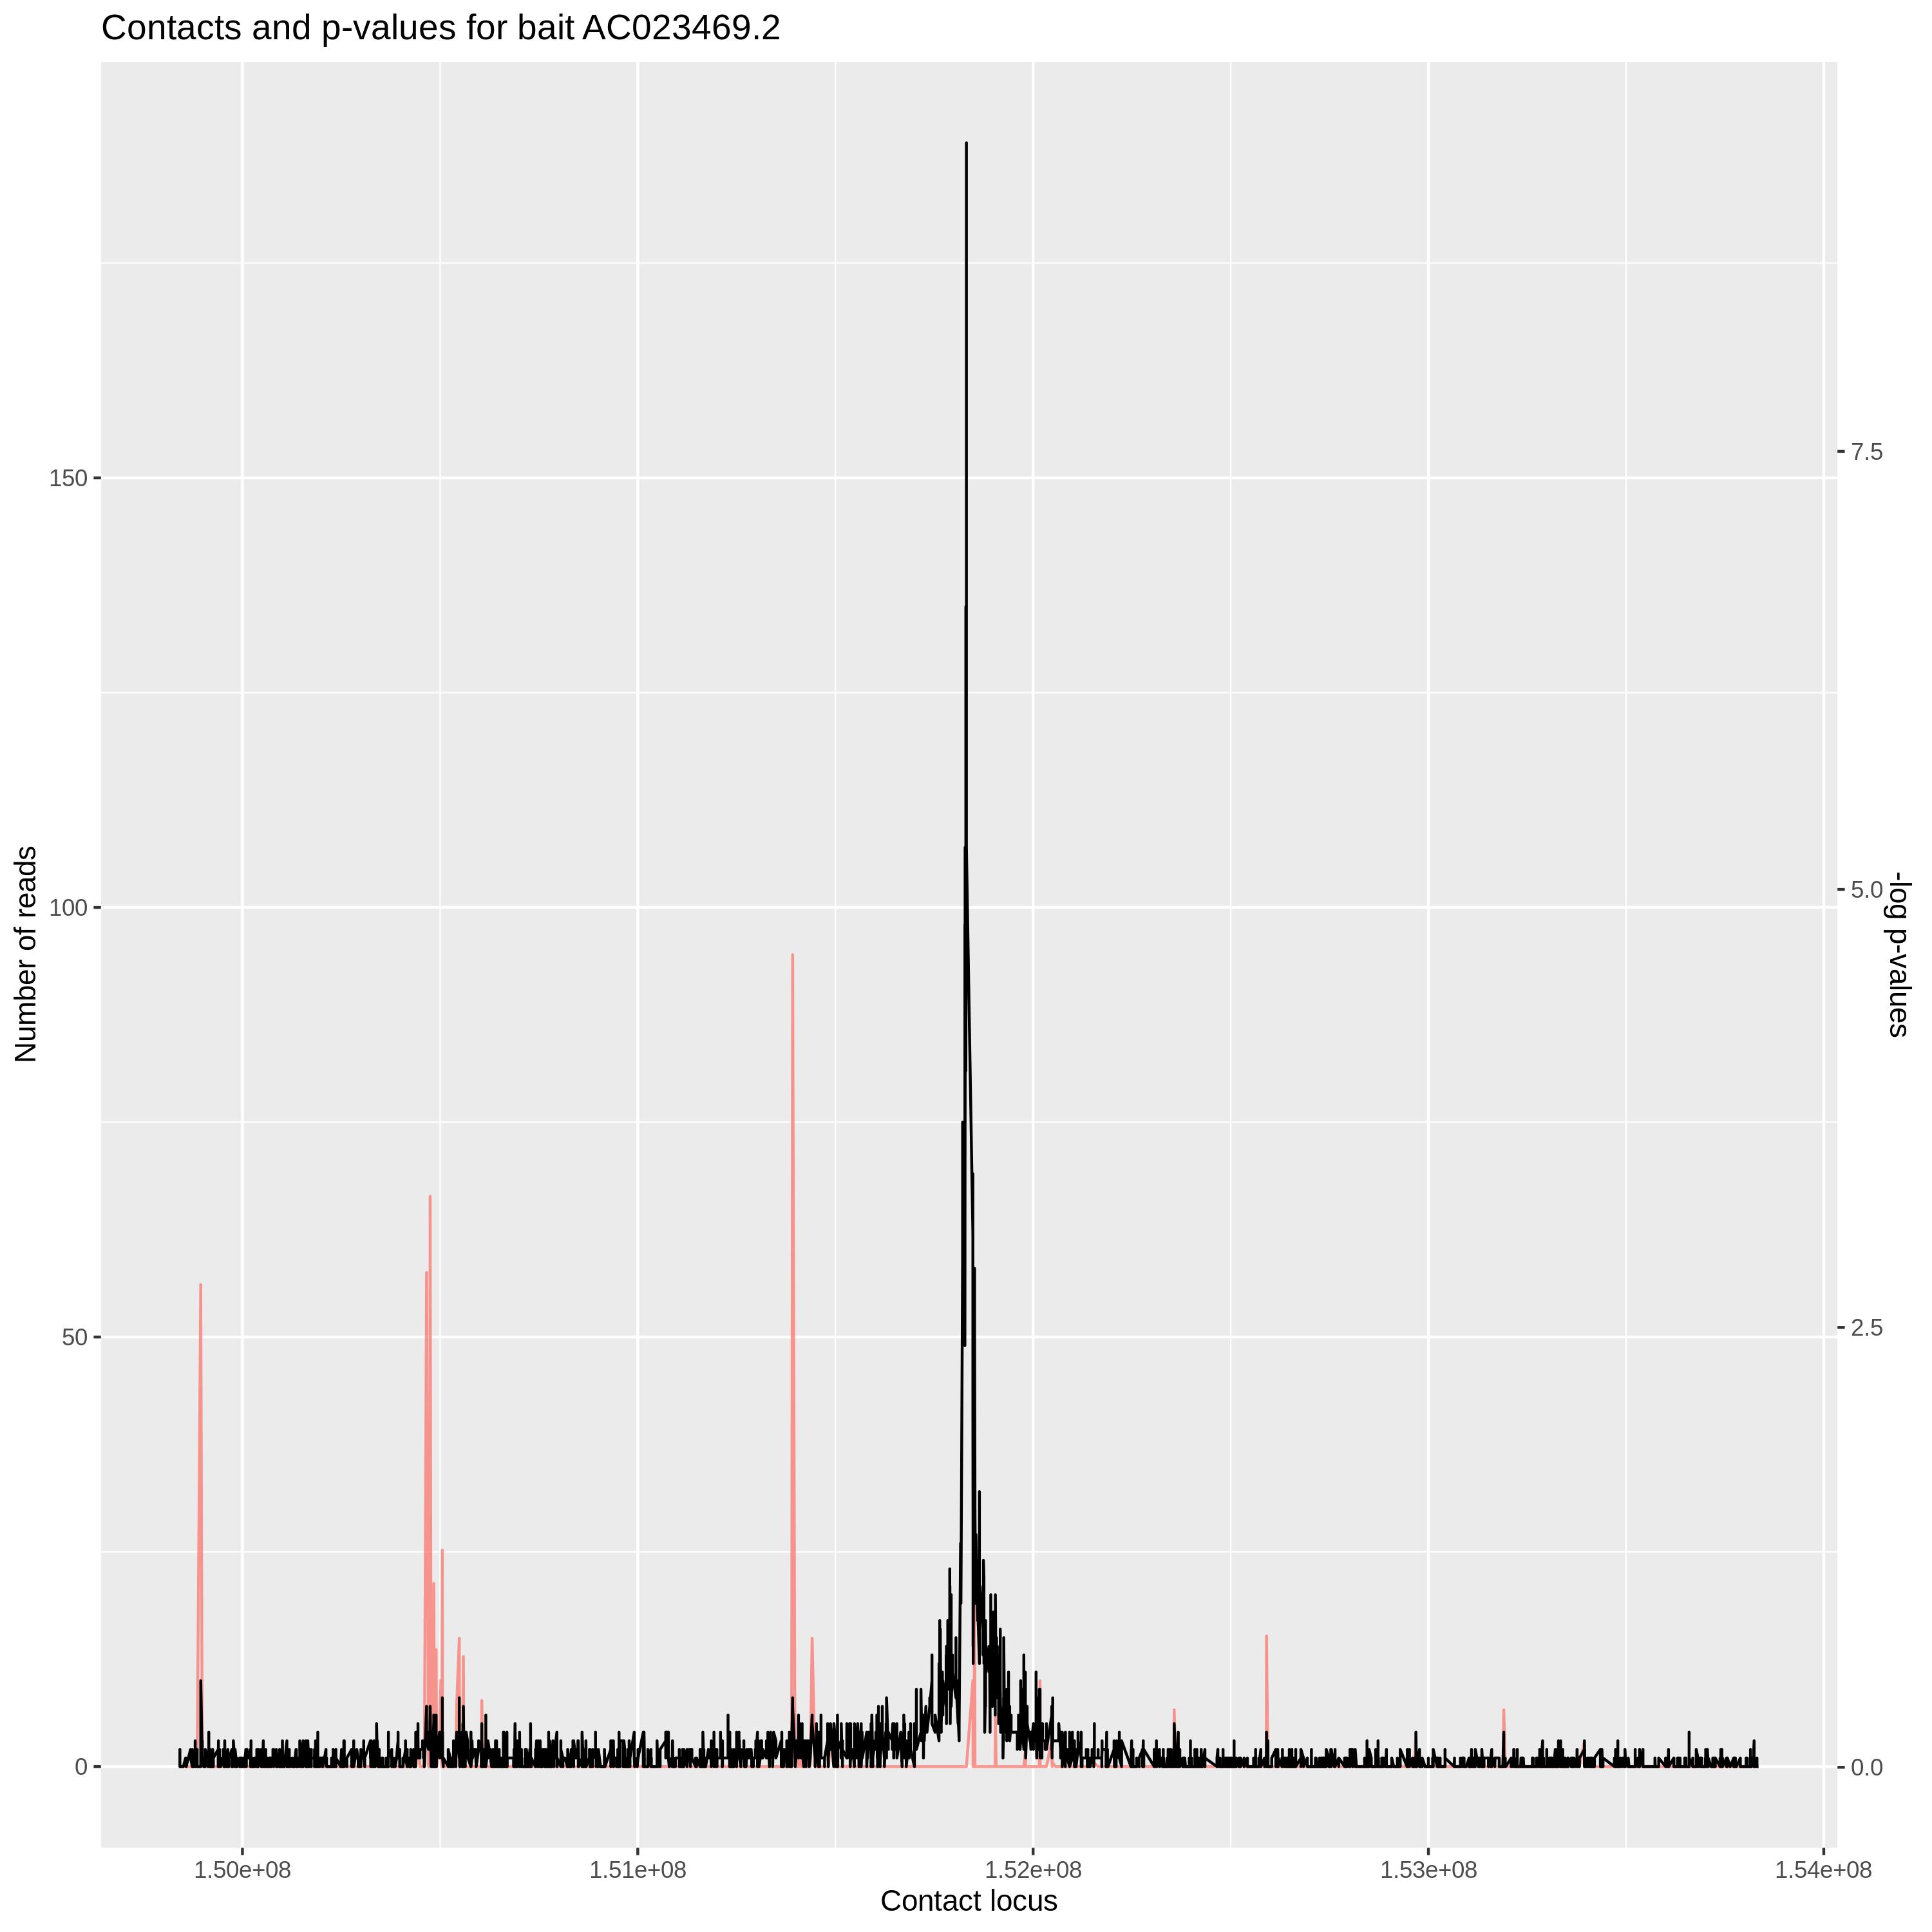 Contacts and p-values for bait AC023469.2
150
100
50
0
Number of reads
7.5
5.0
2.5
0.0
-log p-values
1.50e+08 1.51e+08 1.52e+08 1.53e+08 1.54e+08
Contact locus